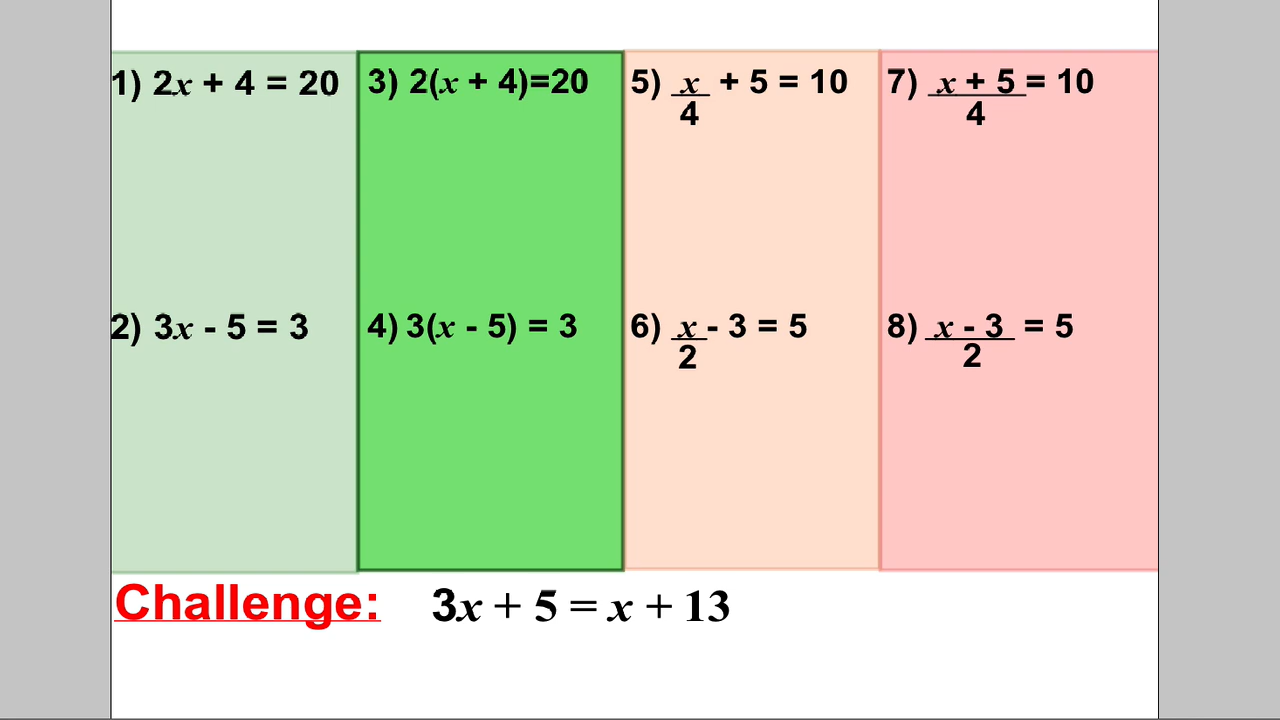 1) 2x + 4 = 20
2) 3x - 5 = 3
3) 2(x + 4)=20
4) 3(x - 5) = 3
5) x + 5 = 10
4
6) x - 3 = 5
2
7) x + 5 = 10
4
8) x - 3 = 5
2
Challenge: 3x + 5 = x + 13